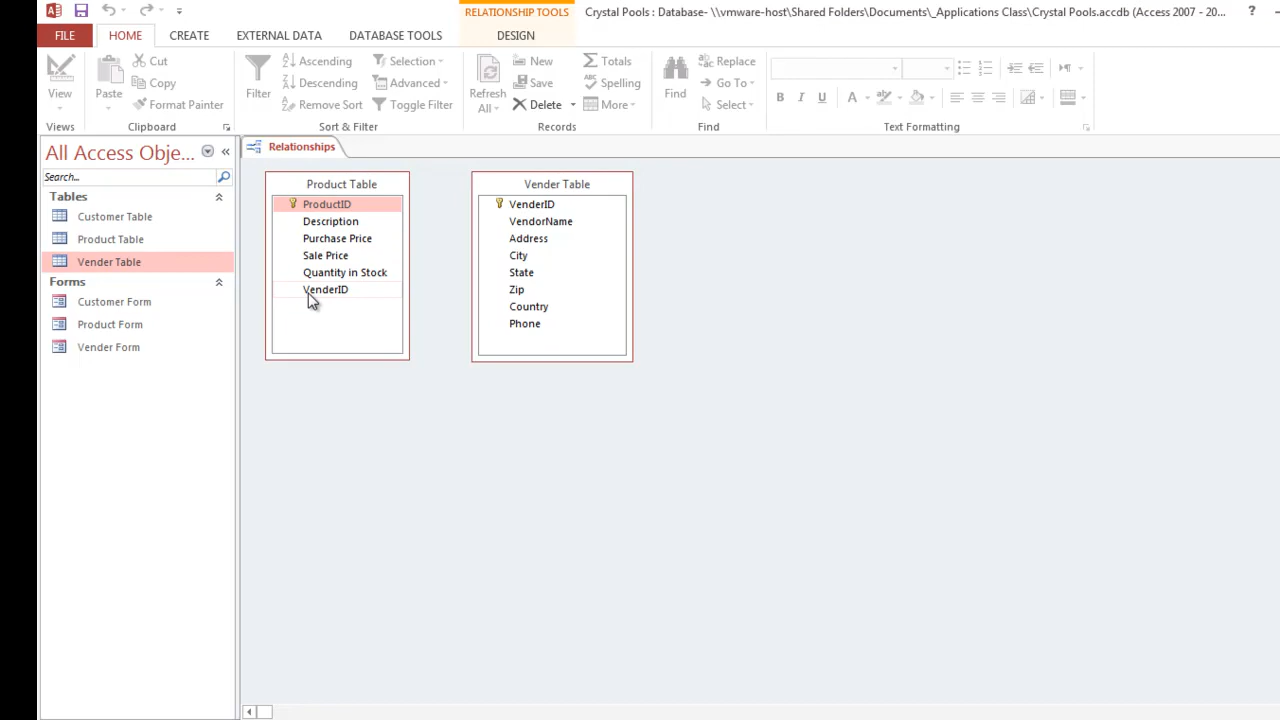 RELATIONSHIP TOOLS
Crystal Pools : Database- \\vmware-host\Shared Folders\Documents\_Applications Class\Crystal Pools.accdb (Access 2007 - 20...
?
FILE
HOME
CREATE
EXTERNAL DATA
DATABASE TOOLS
DESIGN
View
Views
Paste
Cut
Copy
Format Painter
Clipboard
Filter
Ascending
Descending
Remove Sort
Selection
Advanced
Toggle Filter
Sort & Filter
Refresh
All
New
Save
Delete
Totals
Spelling
More
Records
Find
Replace
Go To
Select
Find
B I U A
Text Formatting
All Access Obje...
Search...
Tables
Customer Table
Product Table
Vender Table
Forms
Customer Form
Product Form
Vender Form
Relationships
Product Table
ProductID
Description
Purchase Price
Sale Price
Quantity in Stock
VenderID
Vender Table
VenderID
VendorName
Address
City
State
Zip
Country
Phone